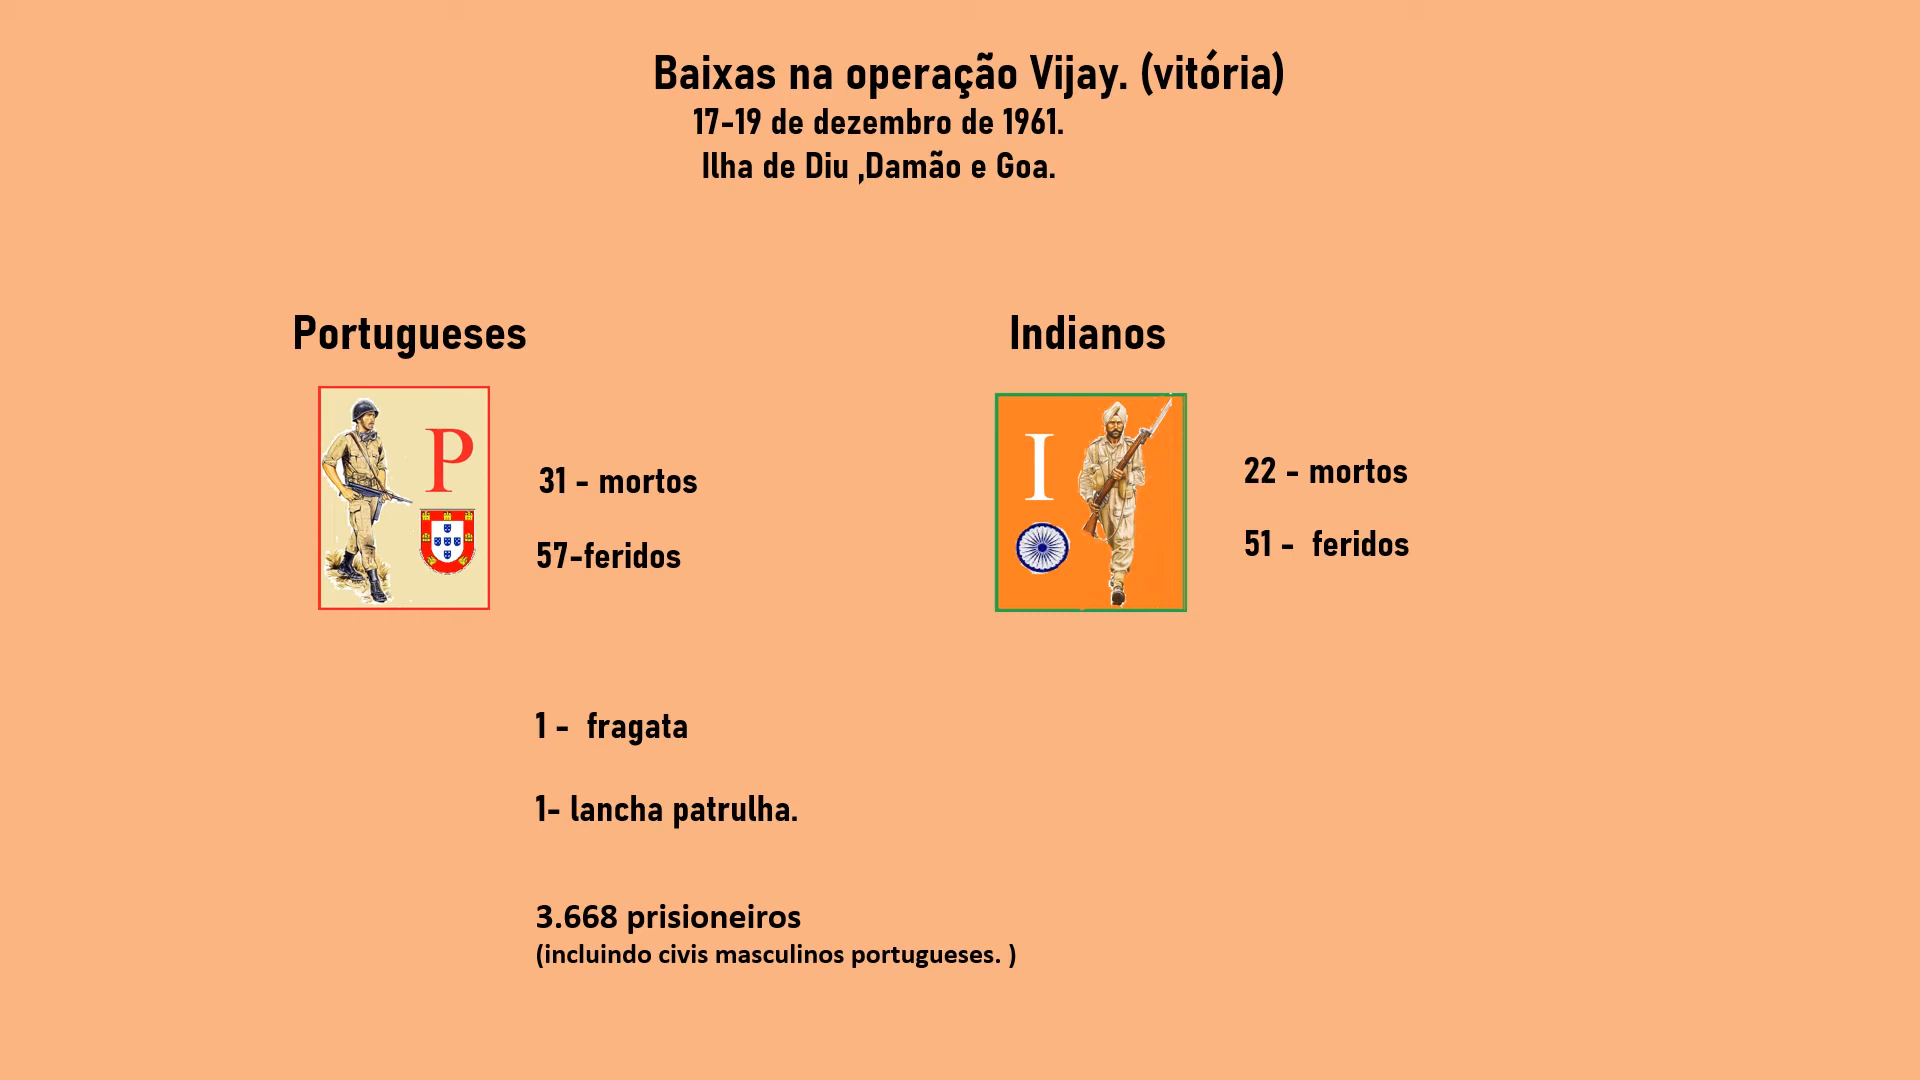 Baixas na operação Vijay. (vitória)
17-19 de dezembro de 1961.
Ilha de Diu ,Damão e Goa.
Portugueses
P
31 - mortos
57-feridos
Indianos
I
22 - mortos
51 -  feridos
1 -  fragata
1- lancha patrulha.
3.668 prisioneiros
(incluindo civis masculinos portugueses. )